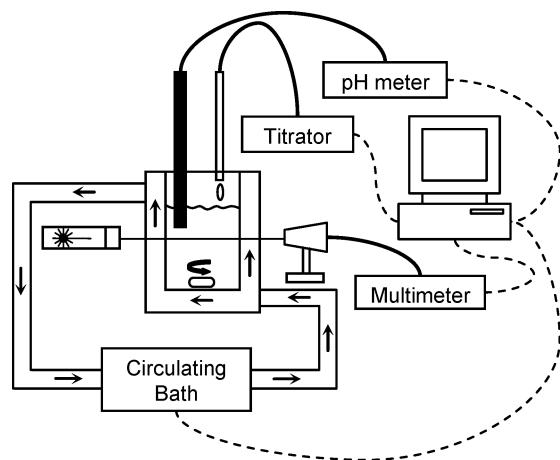 pH meter
Titrator
Multimeter
Circulating
Bath